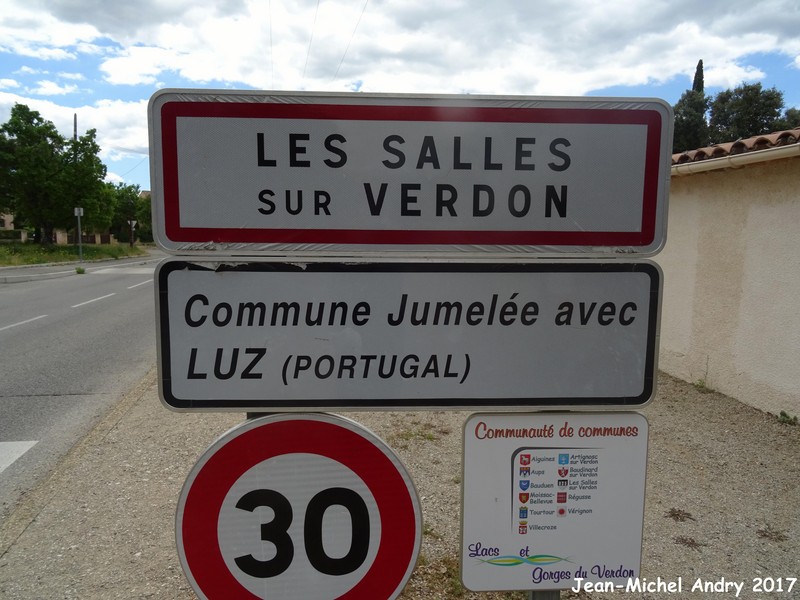 LES SALLES
SUR VERDON
Commune Jumelée avec
LUZ (PORTUGAL)
30
Communauté de communes
Aiguines
Aups
Bauduen
Moissac-
Bellevue
Tourtour
Villecroze
Artignosc
sur Verdon
Baudinard
sur Verdon
Les Salles
sur Verdon
Régusse
Vérignon
Lacs et
Gorges du Verdon
Jean-Michel Andry 2017